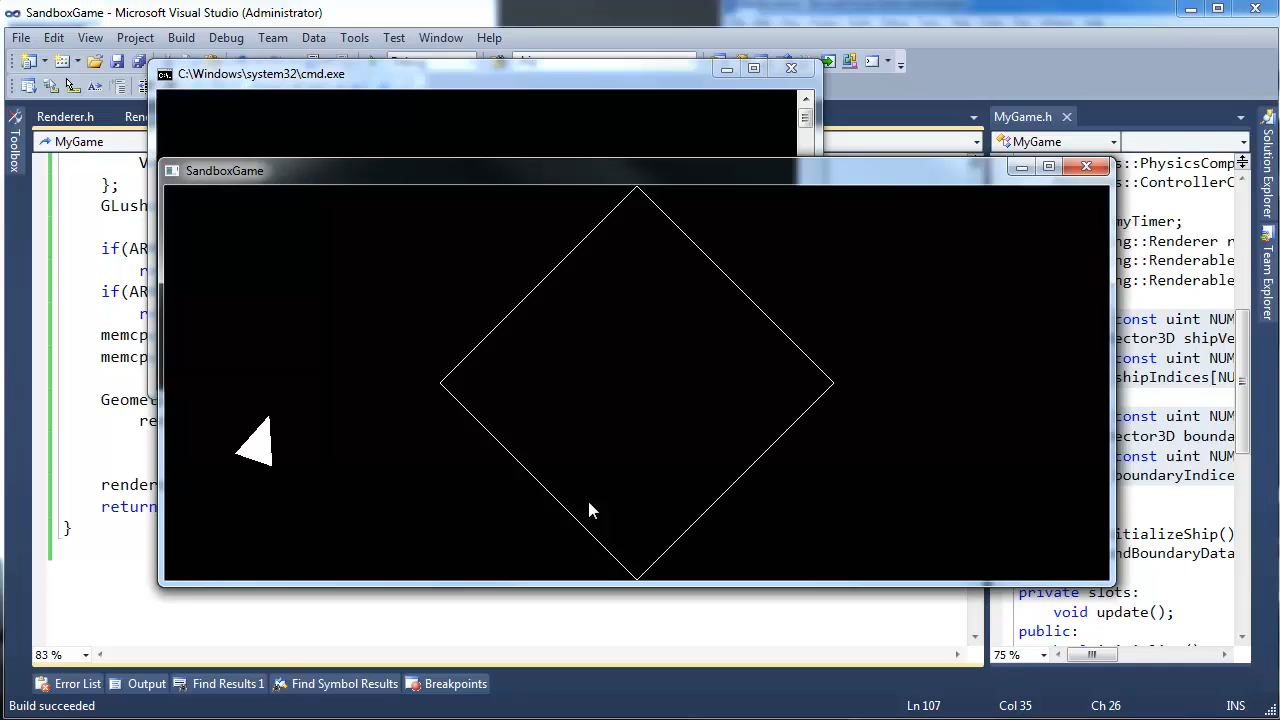 SandboxGame - Microsoft Visual Studio (Administrator)
File Edit View Project Build Debug Team Data Tools Test Window Help
C:\Windows\system32\cmd.exe
Renderer.h
MyGame.h
MyGame
MyGame
SandboxGame
Toolbox
Solution Explorer
Team Explorer
};
GLush
if(AR
if(AR
memcp
memcp
Geomet
re
render
return
}
::PhysicsComp
::ControllerC
myTimer;
ng::Renderer r
ng::Renderable
ng::Renderable
const uint NUM
ector3D shipVe
const uint NUM
shipIndices[NU
const uint NUM
ector3D bounda
const uint NUM
boundaryIndice
itializeShip()
ndBoundaryData
private slots:
void update();
public:
83 %
75 %
Error List Output Find Results 1 Find Symbol Results Breakpoints
Build succeeded Ln 107 Col 35 Ch 26 INS